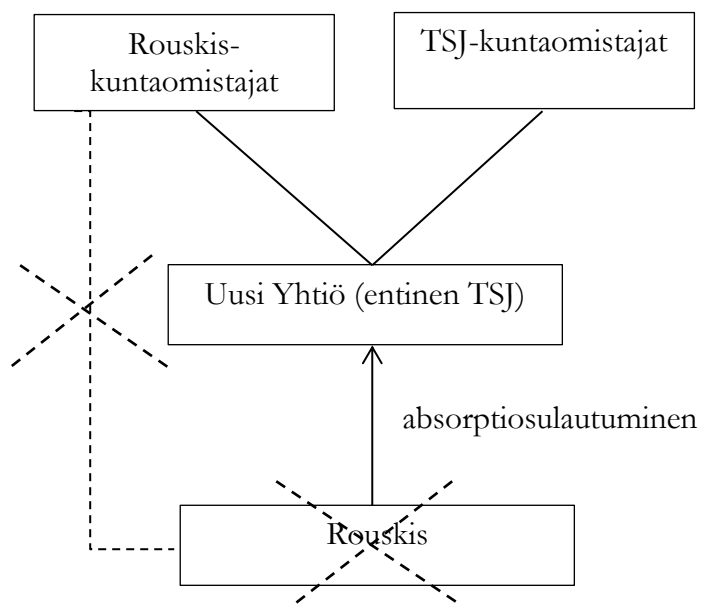 Rouskis-
kuntaomistajat
TSJ-kuntaomistajat
Uusi Yhtiö (entinen TSJ)
absorptiosulautuminen
Rouskis